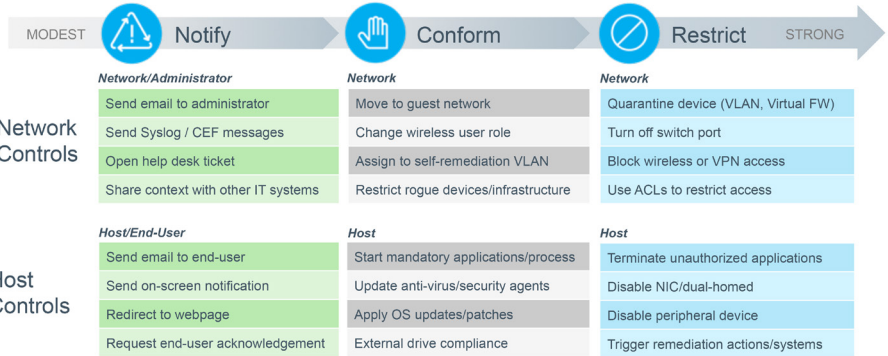 MODEST
Notify
Conform
Restrict
STRONG
Network/Administrator
Network
Network
Network
Controls
Send email to administrator
Move to guest network
Quarantine device (VLAN, Virtual FW)
Send Syslog / CEF messages
Change wireless user role
Turn off switch port
Open help desk ticket
Assign to self-remediation VLAN
Block wireless or VPN access
Share context with other IT systems
Restrict rogue devices/infrastructure
Use ACLs to restrict access
Host/End-User
Host
Host
Host
Controls
Send email to end-user
Start mandatory applications/process
Terminate unauthorized applications
Send on-screen notification
Update anti-virus/security agents
Disable NIC/dual-homed
Redirect to webpage
Apply OS updates/patches
Disable peripheral device
Request end-user acknowledgement
External drive compliance
Trigger remediation actions/systems